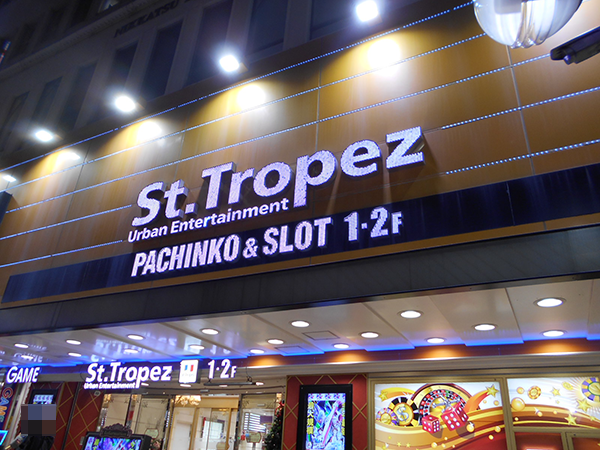 St.Tropez
Urban Entertainment
PACHINKO & SLOT 1・2F
GAME
St.Tropez
Urban Entertainment
1・2F